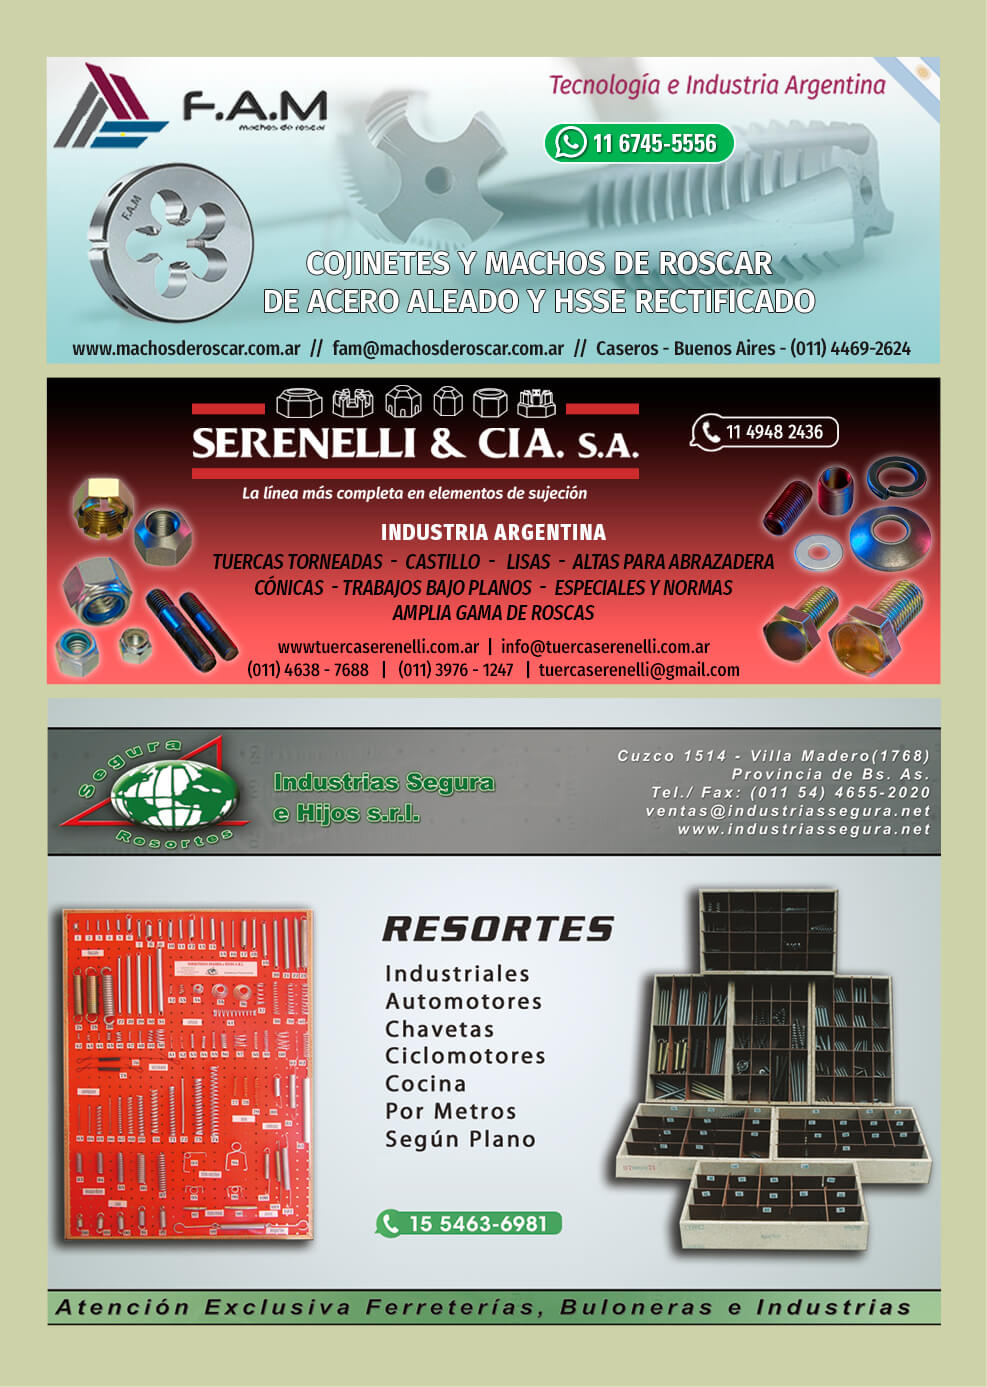 F.A.M
machos de roscar
Tecnología e Industria Argentina
11 6745-5556
F.A.M
COJINETES Y MACHOS DE ROSCAR
DE ACERO ALEADO Y HSSE RECTIFICADO
www.machosderoscar.com.ar // fam@machosderoscar.com.ar // Caseros - Buenos Aires - (011) 4469-2624
SERENELLI & CIA. S.A.
11 4948 2436
La línea más completa en elementos de sujeción
INDUSTRIA ARGENTINA
TUERCAS TORNEADAS - CASTILLO - LISAS - ALTAS PARA ABRAZADERA
CÓNICAS - TRABAJOS BAJO PLANOS - ESPECIALES Y NORMAS
AMPLIA GAMA DE ROSCAS
wwwtuercaserenelli.com.ar | info@tuercaserenelli.com.ar
(011) 4638 - 7688 | (011) 3976 - 1247 | tuercaserenelli@gmail.com
Segura
Resortes
Industrias Segura
e Hijos s.r.l.
Cuzco 1514 - Villa Madero(1768)
Provincia de Bs. As.
Tel./ Fax: (011 54) 4655-2020
ventas@industriassegura.net
www.industriassegura.net
RESORTES
Industriales
Automotores
Chavetas
Ciclomotores
Cocina
Por Metros
Según Plano
15 5463-6981
Atención Exclusiva Ferreterías, Buloneras e Industrias